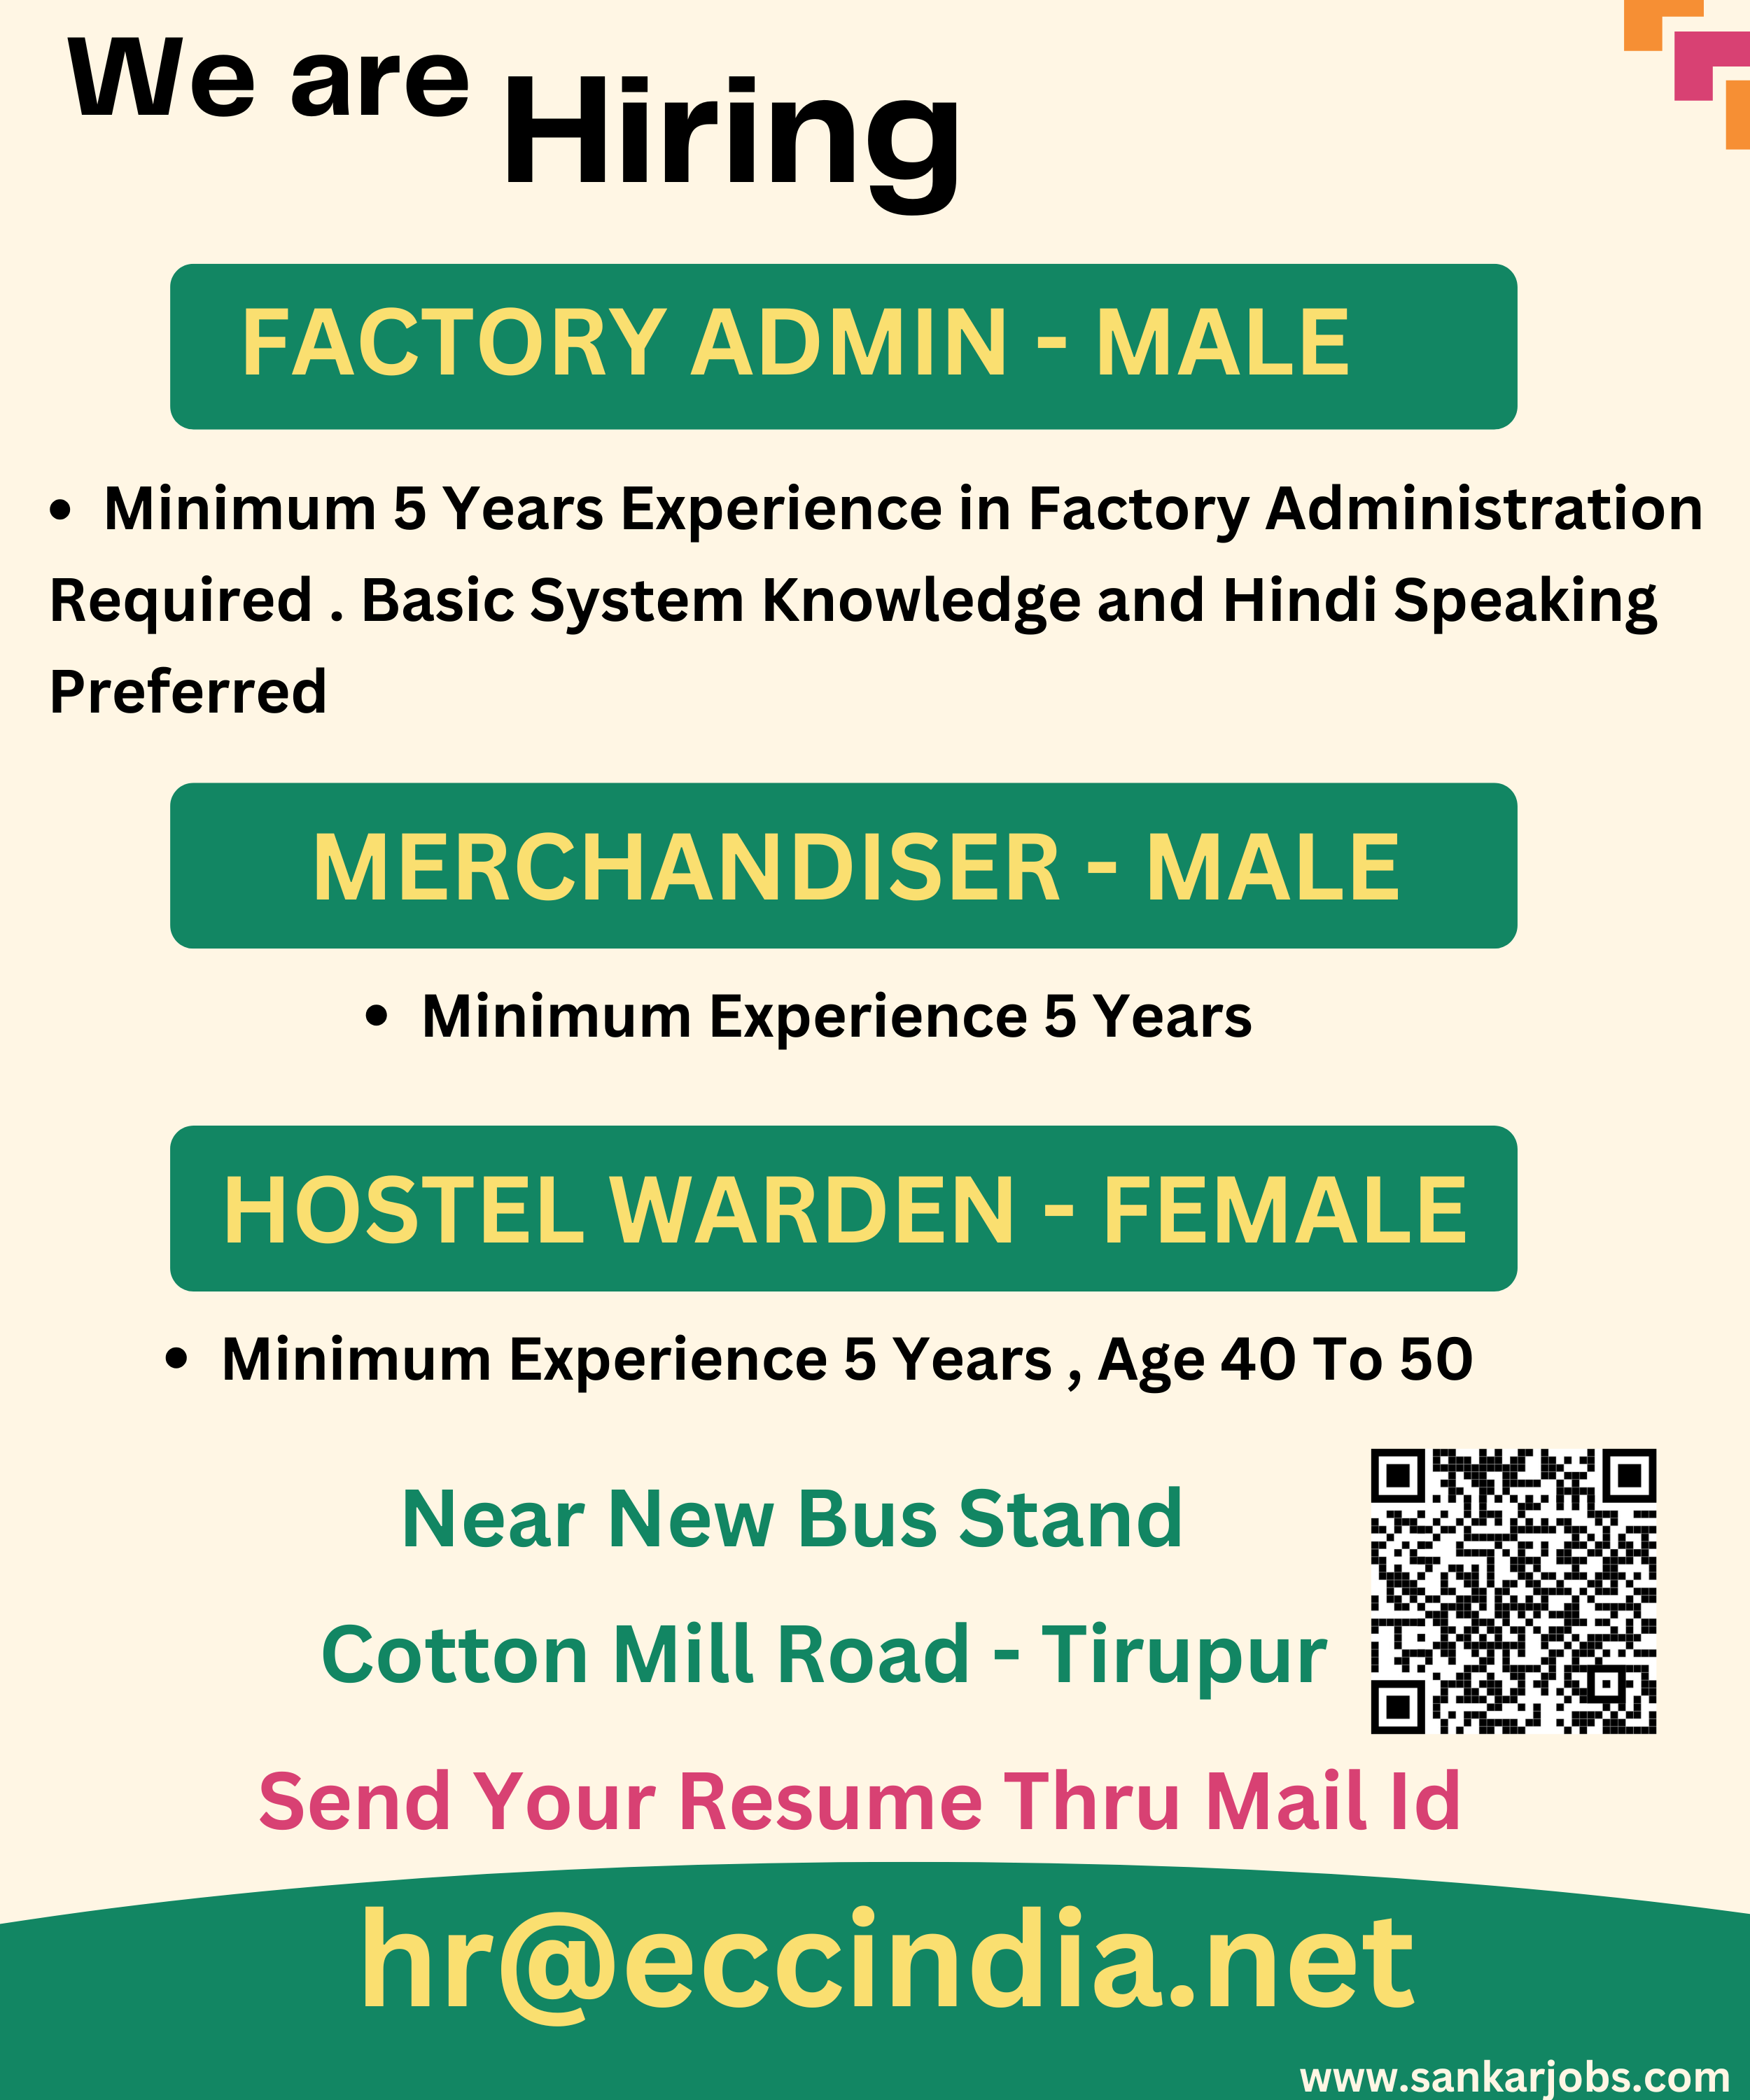 We are Hiring
FACTORY ADMIN - MALE
• Minimum 5 Years Experience in Factory Administration
Required . Basic System Knowledge and Hindi Speaking
Preferred
MERCHANDISER - MALE
• Minimum Experience 5 Years
HOSTEL WARDEN - FEMALE
• Minimum Experience 5 Years , Age 40 To 50
Near New Bus Stand
Cotton Mill Road - Tirupur
Send Your Resume Thru Mail Id
hr@eccindia.net
www.sankarjobs.com